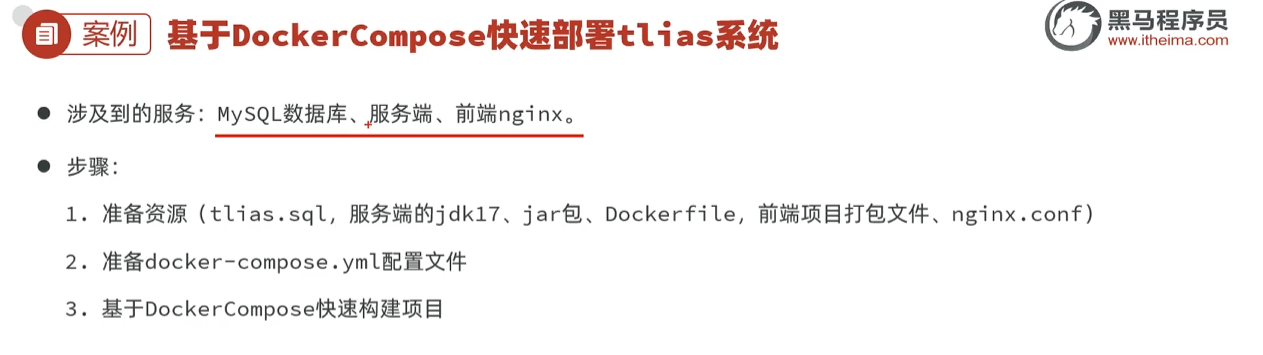 案例 基于DockerCompose快速部署tlias系统
黑马程序员
www.itheima.com
● 涉及到的服务：MySQL数据库、服务端、前端nginx。
● 步骤：
1. 准备资源（tlias.sql，服务端的jdk17、jar包、Dockerfile，前端项目打包文件、nginx.conf）
2. 准备docker-compose.yml配置文件
3. 基于DockerCompose快速构建项目